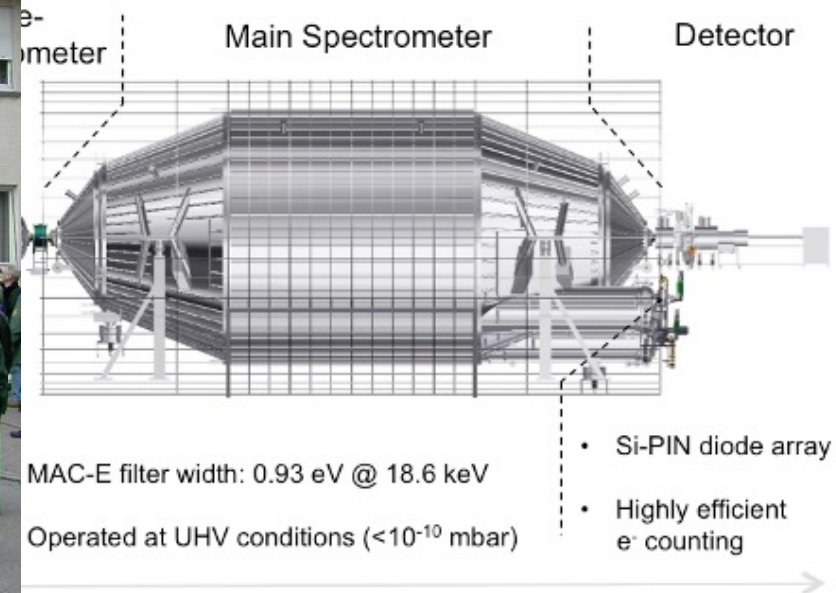 e-
ometer
Main Spectrometer
Detector
MAC-E filter width: 0.93 eV @ 18.6 keV
Operated at UHV conditions (<10⁻¹⁰ mbar)
• Si-PIN diode array
• Highly efficient
e⁻ counting